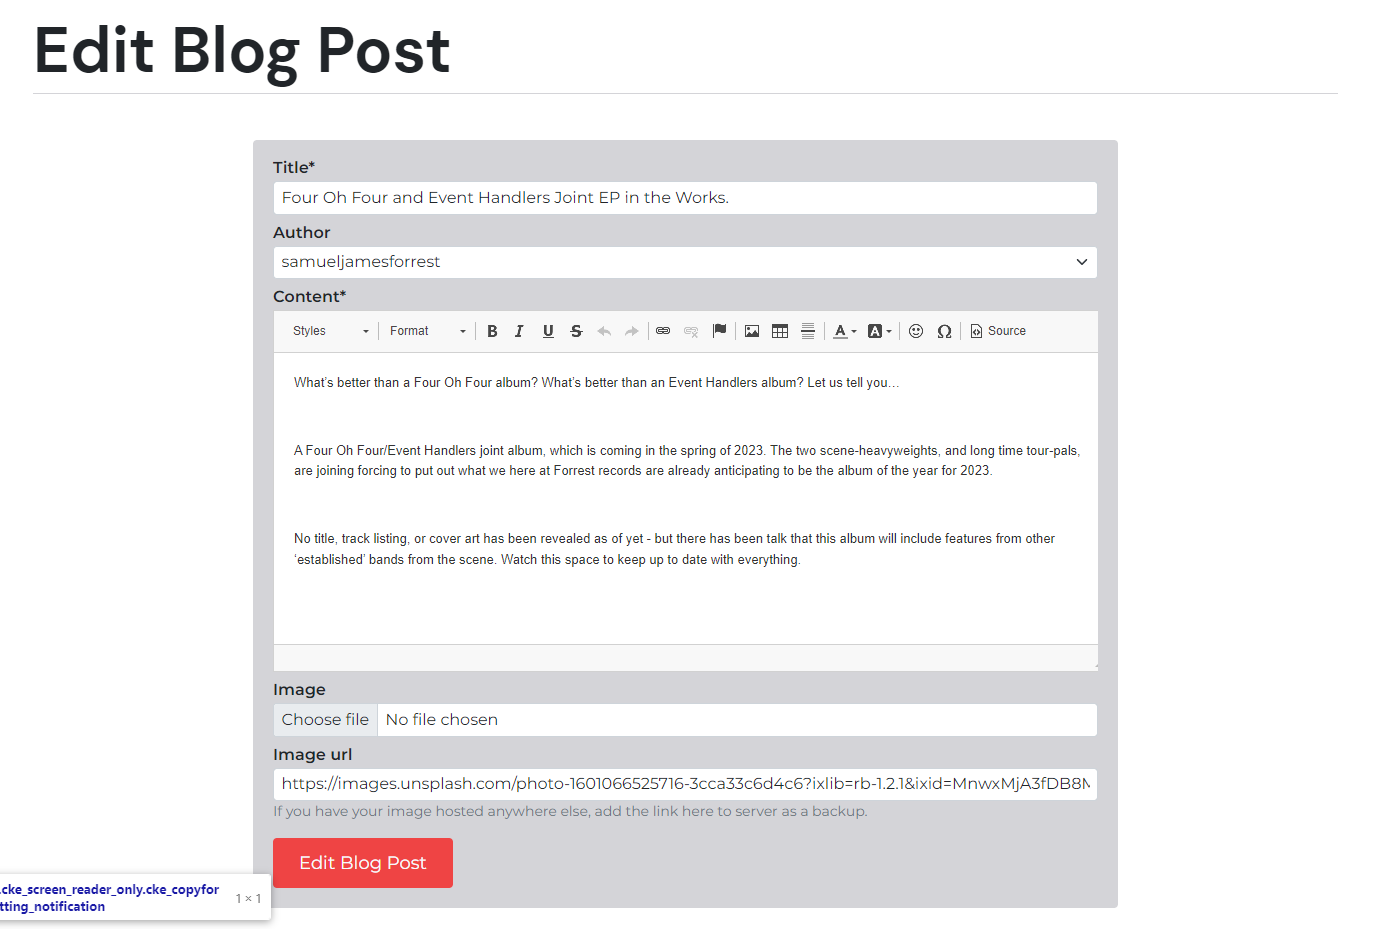 Edit Blog Post
Title*
Four Oh Four and Event Handlers Joint EP in the Works.
Author
samueljamesforrest
Content*
Styles Format B I U S A A Ω Source
What's better than a Four Oh Four album? What's better than an Event Handlers album? Let us tell you…
A Four Oh Four/Event Handlers joint album, which is coming in the spring of 2023. The two scene-heavyweights, and long time tour-pals,
are joining forcing to put out what we here at Forrest records are already anticipating to be the album of the year for 2023.
No title, track listing, or cover art has been revealed as of yet - but there has been talk that this album will include features from other
‘established’ bands from the scene. Watch this space to keep up to date with everything.
Image
Choose file No file chosen
Image url
https://images.unsplash.com/photo-1601066525716-3cca33c6d4c6?ixlib=rb-1.2.1&ixid=MnwxMjA3fDB8M
If you have your image hosted anywhere else, add the link here to server as a backup.
Edit Blog Post
.cke_screen_reader_only.cke_copyfor
tting_notification
1 × 1